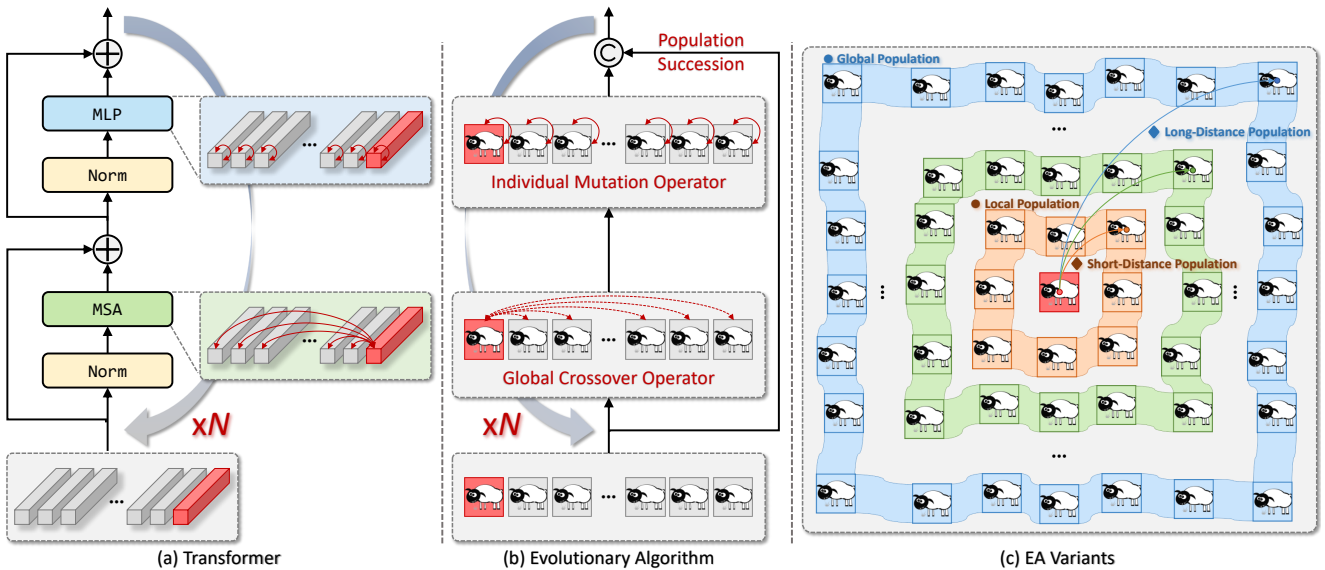 MLP
Norm
MSA
Norm
xN
...
...
...
(a) Transformer
C
Population
Succession
...
Individual Mutation Operator
...
Global Crossover Operator
xN
...
(b) Evolutionary Algorithm
Global Population
...
Long-Distance Population
Local Population
Short-Distance Population
...
...
...
(c) EA Variants